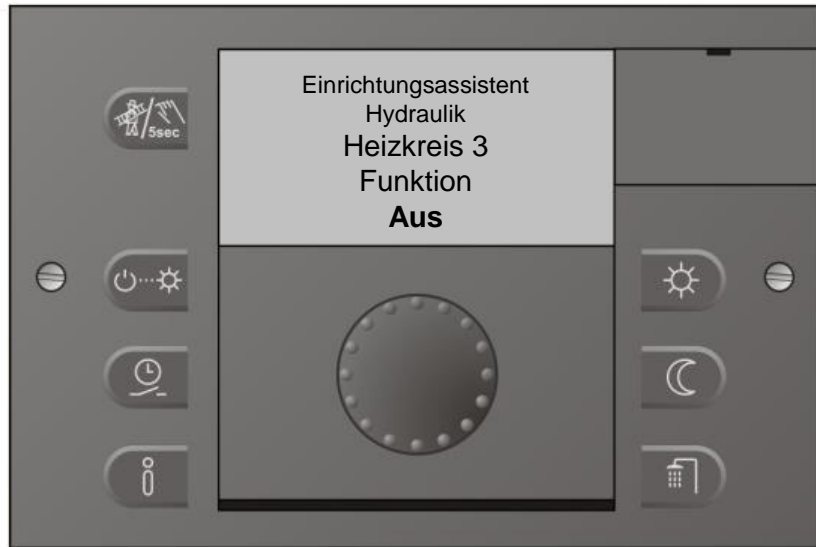 5sec
Einrichtungsassistent
Hydraulik
Heizkreis 3
Funktion
Aus